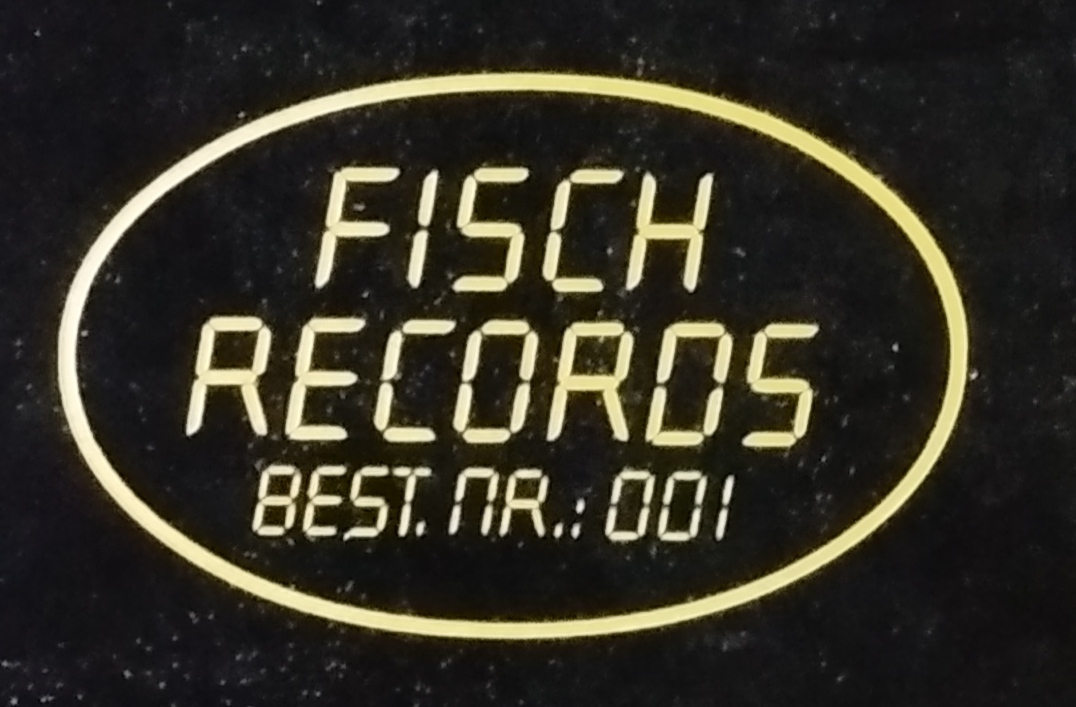 FISCH
RECORDS
BEST. NR.: 001